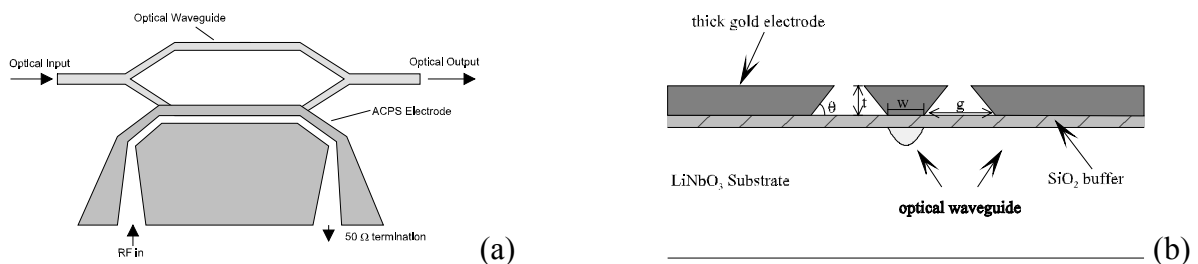 Optical Waveguide
Optical Input
Optical Output
ACPS Electrode
RF in
50 Ω termination
(a)
thick gold electrode
θ
t
w
g
LiNbO3 Substrate
SiO2 buffer
optical waveguide
(b)